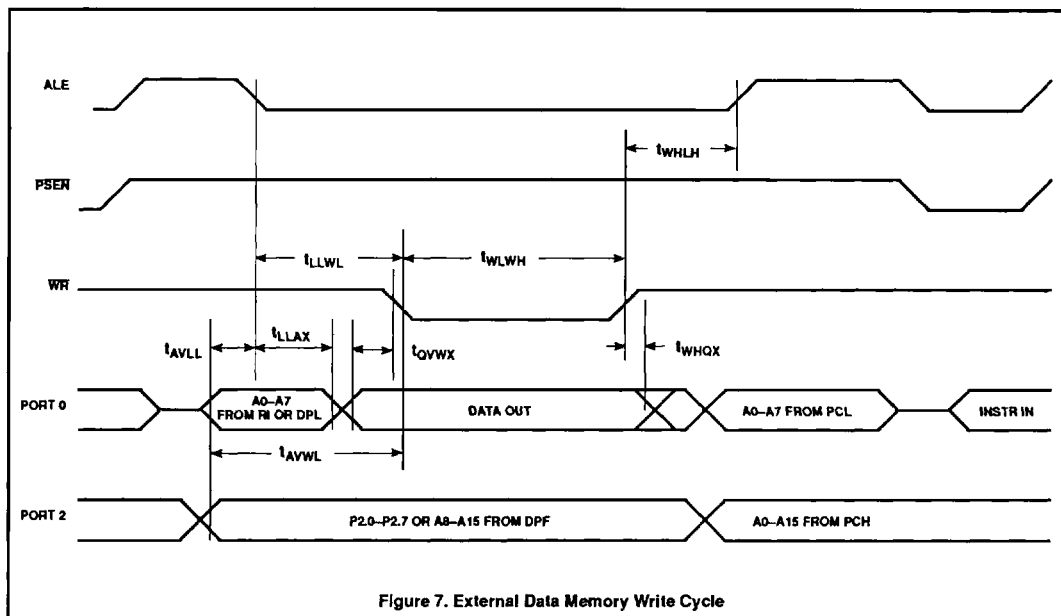 ALE
tWHLH
PSEN
tLLWL
tWLWH
WR
tAVLL
tLLAX
tQVWX
tWHQX
PORT 0
A0–A7
FROM RI OR DPL
DATA OUT
A0–A7 FROM PCL
INSTR IN
tAVWL
PORT 2
P2.0–P2.7 OR A8–A15 FROM DPF
A0–A15 FROM PCH
Figure 7. External Data Memory Write Cycle